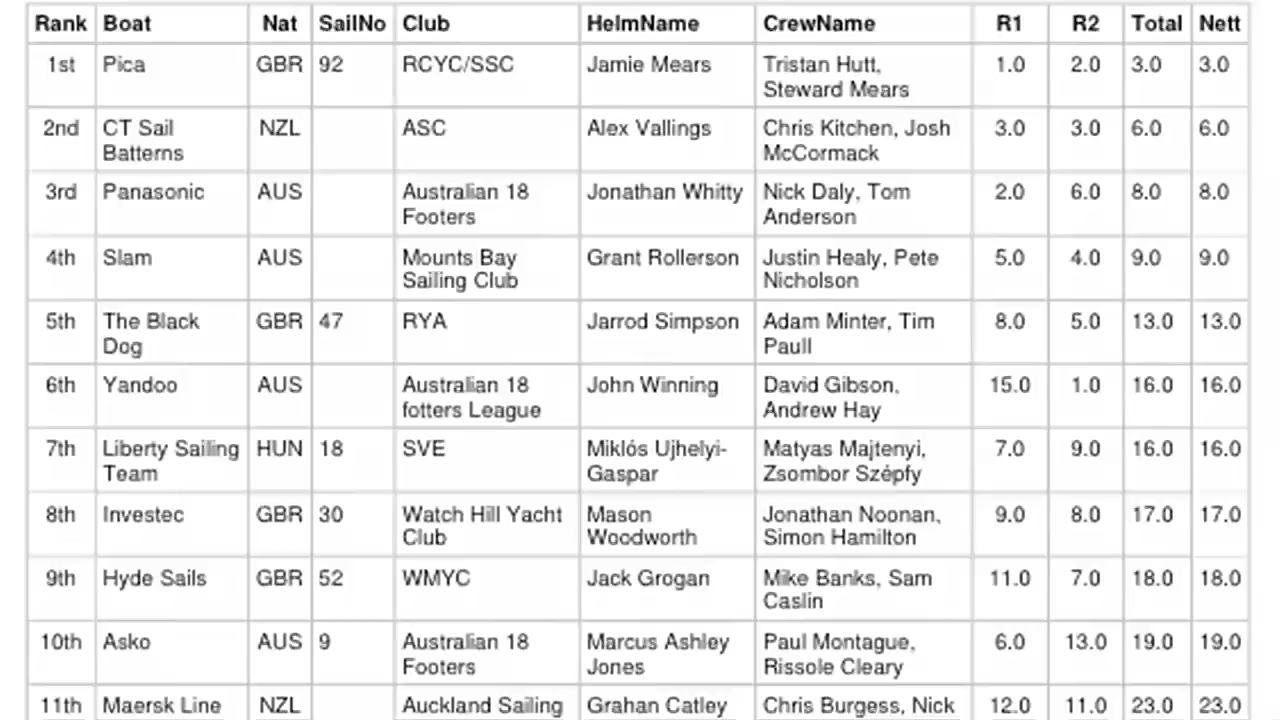 Rank Boat Nat SailNo Club HelmName CrewName R1 R2 Total Nett
1st Pica GBR 92 RCYC/SSC Jamie Mears Tristan Hutt, 1.0 2.0 3.0 3.0
Steward Mears
2nd CT Sail NZL ASC Alex Vallings Chris Kitchen, Josh 3.0 3.0 6.0 6.0
Batterns McCormack
3rd Panasonic AUS Australian 18 Jonathan Whitty Nick Daly, Tom 2.0 6.0 8.0 8.0
Footers Anderson
4th Slam AUS Mounts Bay Grant Rollerson Justin Healy, Pete 5.0 4.0 9.0 9.0
Sailing Club Nicholson
5th The Black GBR 47 RYA Jarrod Simpson Adam Minter, Tim 8.0 5.0 13.0 13.0
Dog Paull
6th Yandoo AUS Australian 18 John Winning David Gibson, 15.0 1.0 16.0 16.0
fotters League Andrew Hay
7th Liberty Sailing HUN 18 SVE Miklós Ujhelyi- Matyas Majtenyi, 7.0 9.0 16.0 16.0
Team Gaspar Zsombor Szépfy
8th Investec GBR 30 Watch Hill Yacht Mason Jonathan Noonan, 9.0 8.0 17.0 17.0
Club Woodworth Simon Hamilton
9th Hyde Sails GBR 52 WMYC Jack Grogan Mike Banks, Sam 11.0 7.0 18.0 18.0
Caslin
10th Asko AUS 9 Australian 18 Marcus Ashley Paul Montague, 6.0 13.0 19.0 19.0
Footers Jones Rissole Cleary
11th Maersk Line NZL Auckland Sailing Grahan Catley Chris Burgess, Nick 12.0 11.0 23.0 23.0